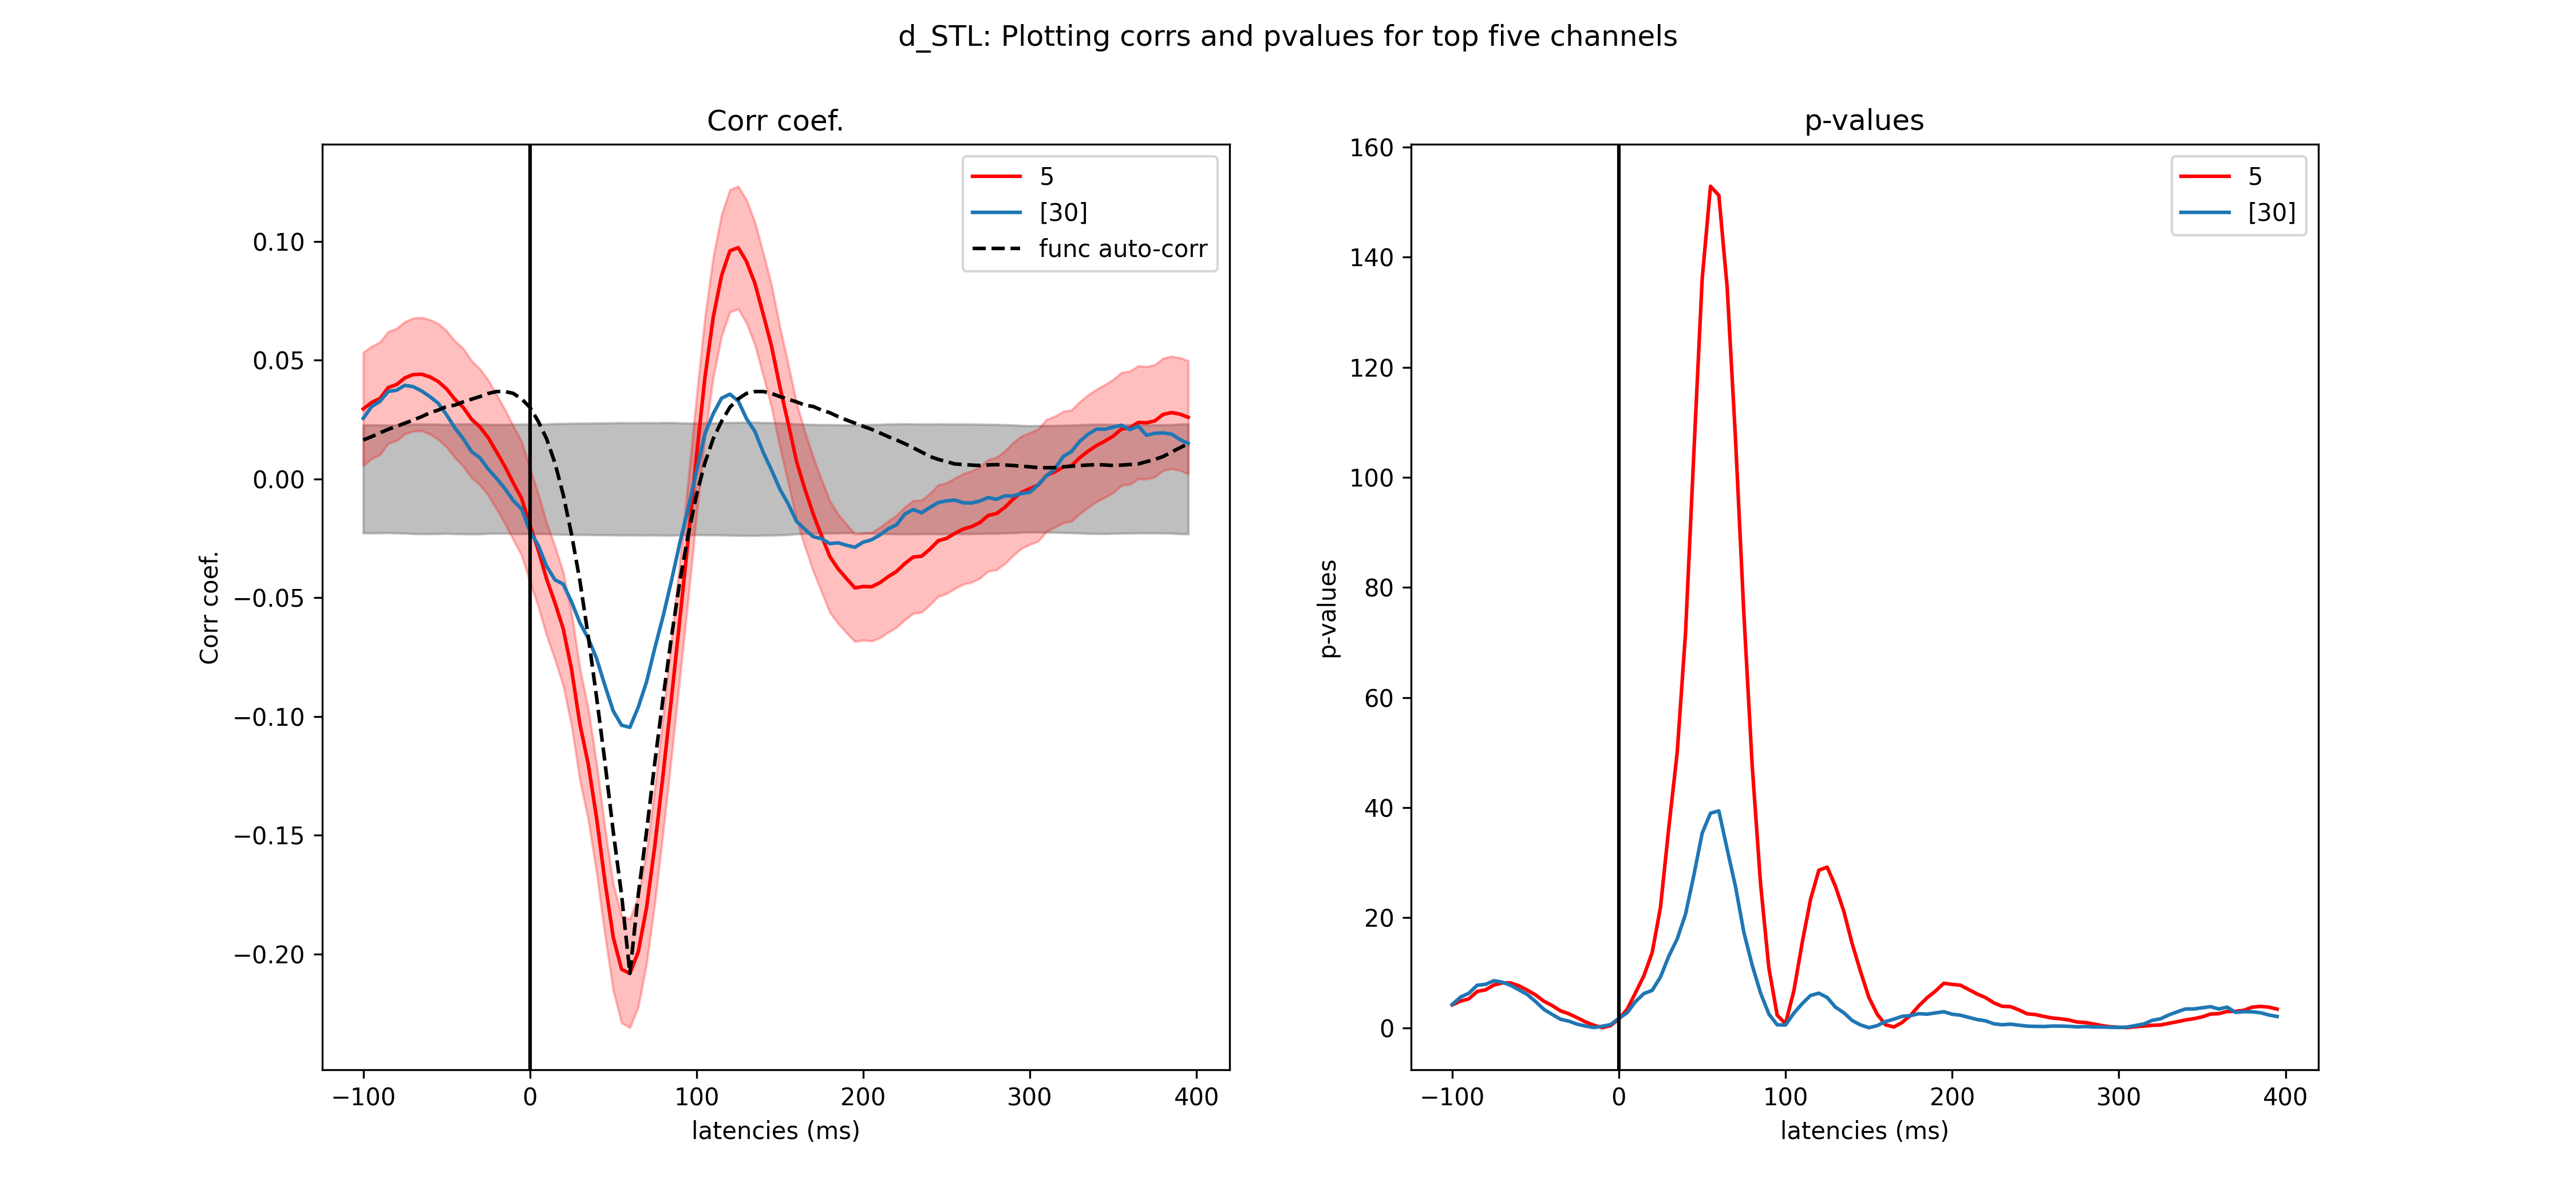 d_STL: Plotting corrs and pvalues for top five channels
Corr coef.
5
[30]
func auto-corr
0.10
0.05
0.00
−0.05
−0.10
−0.15
−0.20
Corr coef.
−100 0 100 200 300 400
latencies (ms)
p-values
5
[30]
160
140
120
100
80
60
40
20
0
p-values
−100 0 100 200 300 400
latencies (ms)